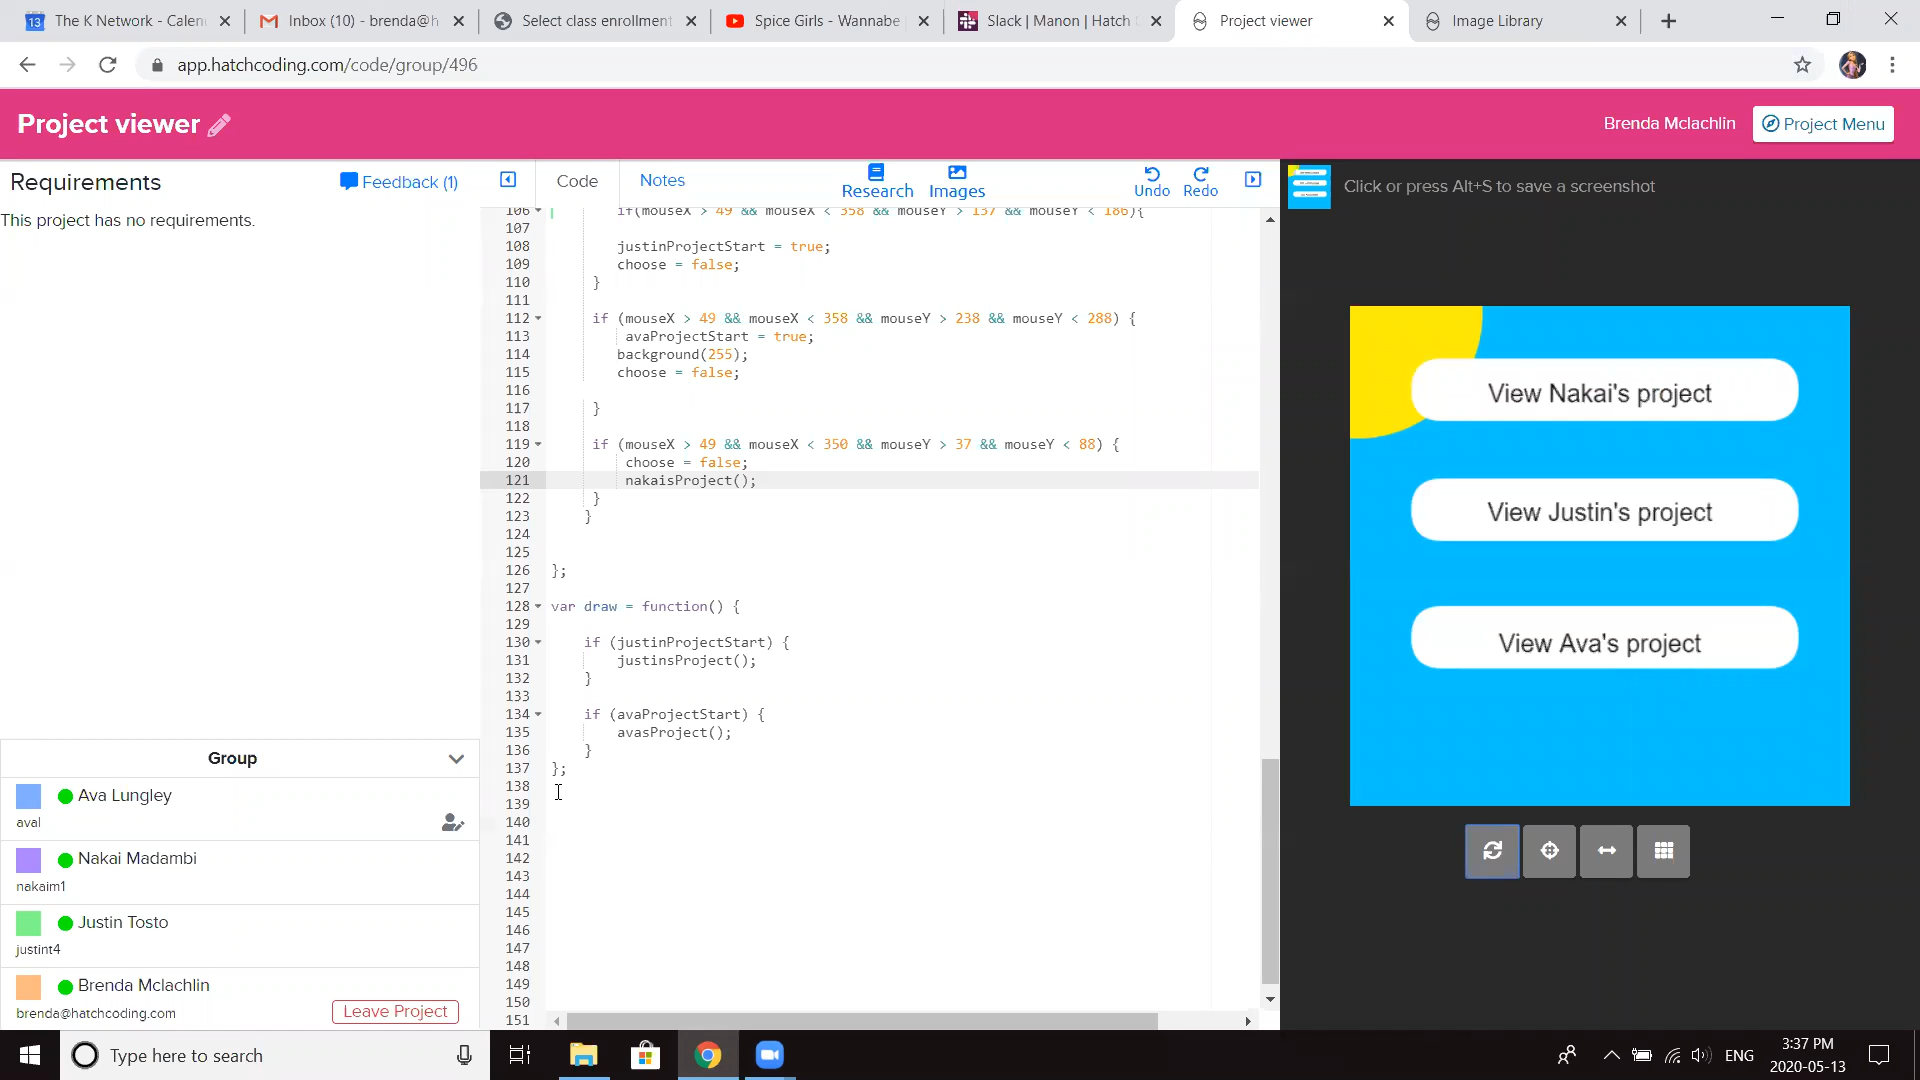 13 The K Network - Calen
Inbox (10) - brenda@h
Select class enrollment
Spice Girls - Wannabe
Slack | Manon | Hatch
Project viewer
Image Library
app.hatchcoding.com/code/group/496
Project viewer
Brenda Mclachlin
Project Menu
Requirements
Feedback (1)
Code
Notes
Research
Images
Undo
Redo
Click or press Alt+S to save a screenshot
This project has no requirements.
106 if(mouseX > 49 && mouseX < 358 && mouseY > 137 && mouseY < 186){
107
108 justinProjectStart = true;
109 choose = false;
110 }
111
112 if (mouseX > 49 && mouseX < 358 && mouseY > 238 && mouseY < 288) {
113 avaProjectStart = true;
114 background(255);
115 choose = false;
116
117 }
118
119 if (mouseX > 49 && mouseX < 350 && mouseY > 37 && mouseY < 88) {
120 choose = false;
121 nakaisProject();
122 }
123 }
124
125
126 };
127
128 var draw = function() {
129
130 if (justinProjectStart) {
131 justinsProject();
132 }
133
134 if (avaProjectStart) {
135 avasProject();
136 }
137 };
138
139
140
141
142
143
144
145
146
147
148
149
150
151
View Nakai's project
View Justin's project
View Ava's project
Group
Ava Lungley
aval
Nakai Madambi
nakaim1
Justin Tosto
justint4
Brenda Mclachlin
brenda@hatchcoding.com
Leave Project
Type here to search
ENG
3:37 PM
2020-05-13